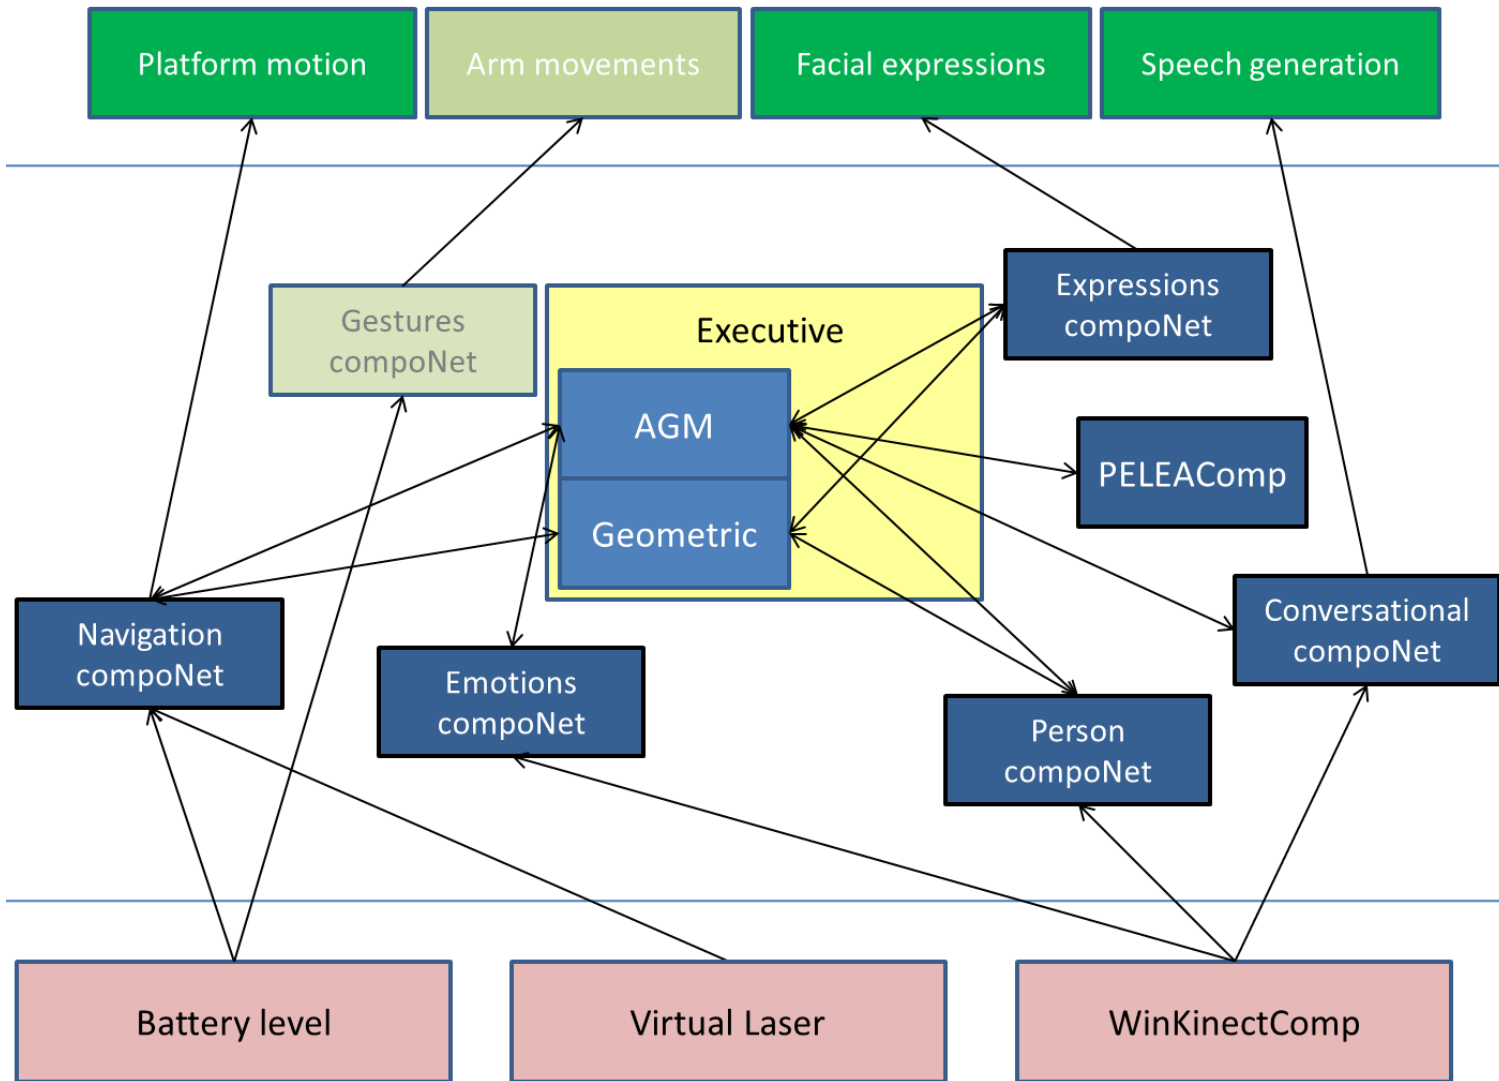 Platform motion
Arm movements
Facial expressions
Speech generation
Expressions
compoNet
Gestures
compoNet
Executive
AGM
PELEAComp
Geometric
Conversational
compoNet
Navigation
compoNet
Emotions
compoNet
Person
compoNet
Battery level
Virtual Laser
WinKinectComp